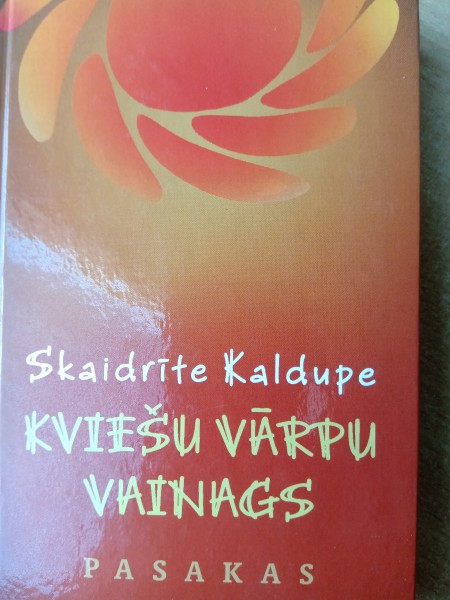 Skaidrīte Kaldupe
KVIEŠU VĀRPU
VAINAGS
PASAKAS